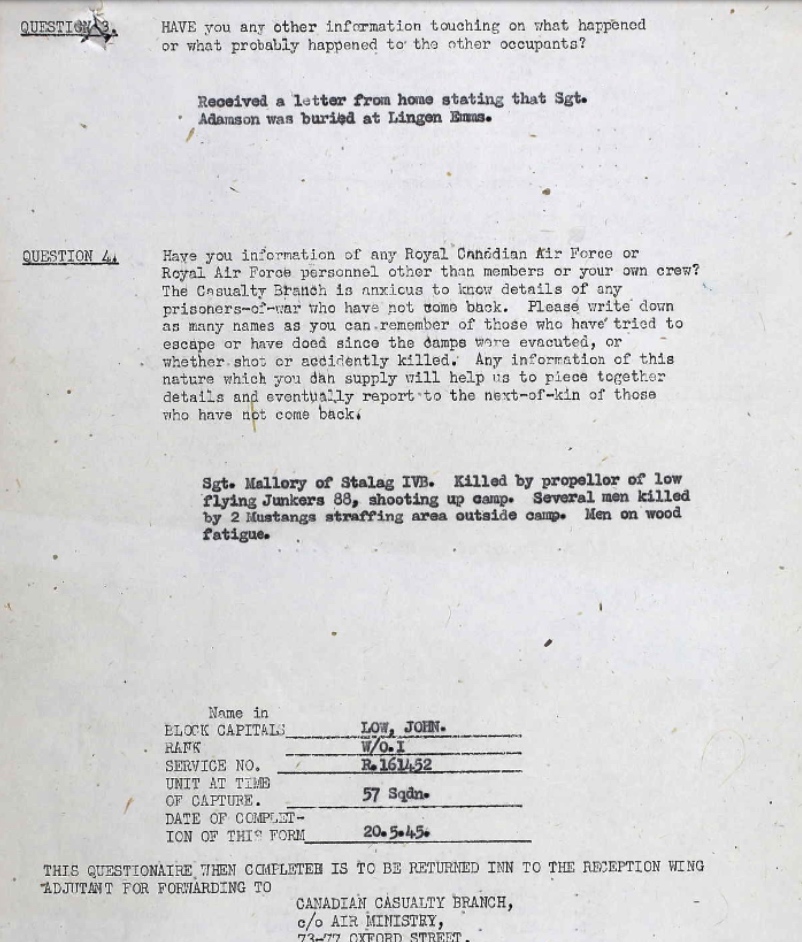 QUESTION 3. HAVE you any other information touching on what happened
or what probably happened to the other occupants?
Received a letter from home stating that Sgt.
Adamson was buried at Lingen Emms.
QUESTION 4. Have you information of any Royal Canadian Air Force or
Royal Air Force personnel other than members or your own crew?
The Casualty Branch is anxious to know details of any
prisoners-of-war who have not come back. Please write down
as many names as you can remember of those who have tried to
escape or have doed since the camps were evacuted, or
whether shot or accidently killed. Any information of this
nature which you can supply will help us to piece together
details and eventually report to the next-of-kin of those
who have not come back.
Sgt. Mallory of Stalag IVB. Killed by propellor of low
flying Junkers 88, shooting up camp. Several men killed
by 2 Mustangs straffing area outside camp. Men on wood
fatigue.
Name in
BLOCK CAPITALS LOW, JOHN.
RANK W/O.I
SERVICE NO. R.161452
UNIT AT TIME
OF CAPTURE. 57 Sqdn.
DATE OF COMPLET-
ION OF THIS FORM 20.5.45.
THIS QUESTIONAIRE WHEN COMPLETED IS TO BE RETURNED INN TO THE RECEPTION WING
ADJUTANT FOR FORWARDING TO
CANADIAN CASUALTY BRANCH,
c/o AIR MINISTRY,
73-77 OXFORD STREET,